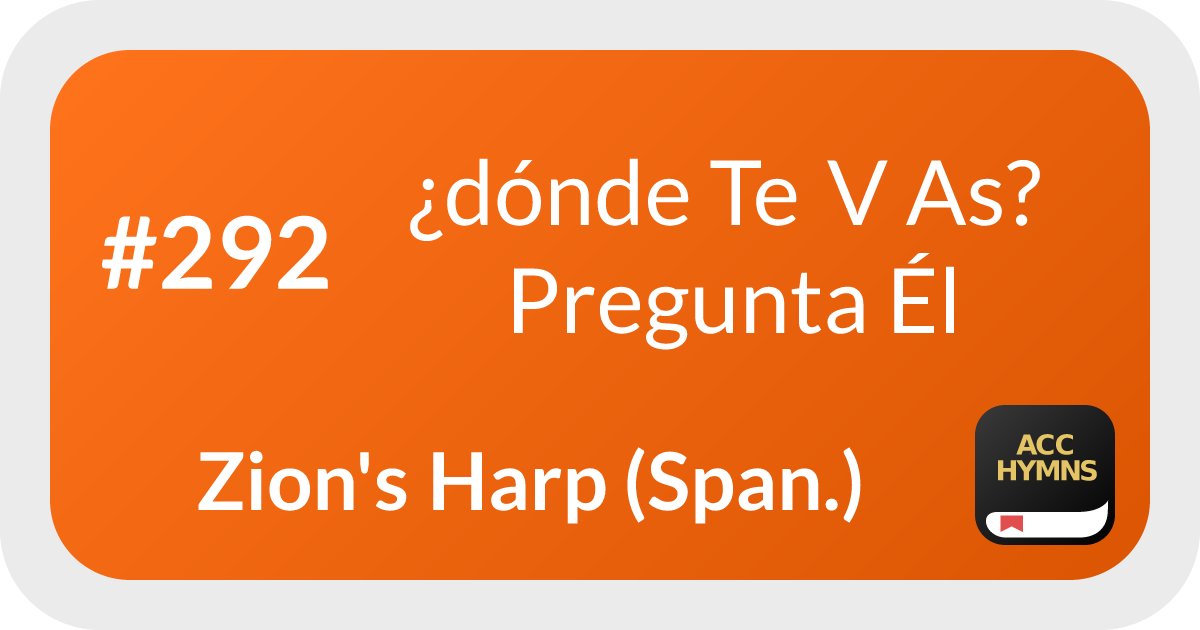 #292
¿dónde Te V As?
Pregunta Él
Zion's Harp (Span.)
ACC
HYMNS